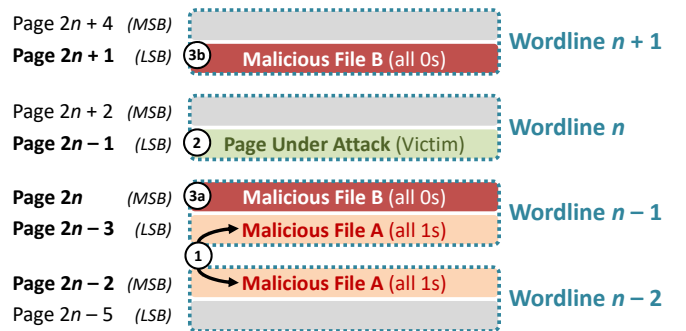 Page 2n + 4 (MSB)
Page 2n + 1 (LSB) 3b Malicious File B (all 0s) Wordline n + 1
Page 2n + 2 (MSB)
Page 2n – 1 (LSB) 2 Page Under Attack (Victim) Wordline n
Page 2n (MSB) 3a Malicious File B (all 0s)
Page 2n – 3 (LSB) Malicious File A (all 1s) Wordline n – 1
1
Page 2n – 2 (MSB) Malicious File A (all 1s)
Page 2n – 5 (LSB) Wordline n – 2